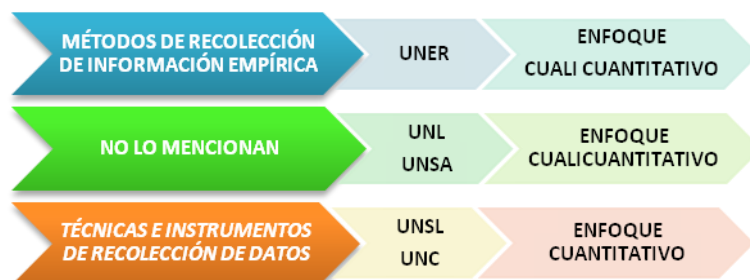 MÉTODOS DE RECOLECCIÓN
DE INFORMACIÓN EMPÍRICA
UNER
ENFOQUE
CUALI CUANTITATIVO
NO LO MENCIONAN
UNL
UNSA
ENFOQUE
CUALICUANTITATIVO
TÉCNICAS E INSTRUMENTOS
DE RECOLECCIÓN DE DATOS
UNSL
UNC
ENFOQUE
CUANTITATIVO